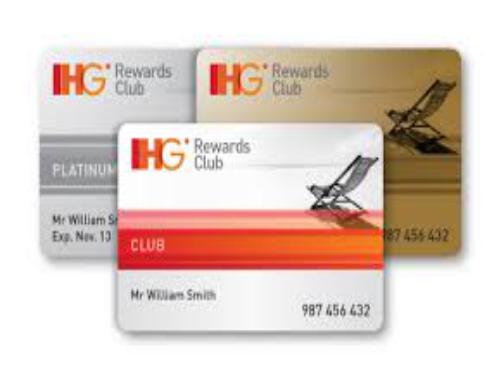 IHG Rewards
Club
PLATINUM
Mr William S
Exp. Nov. 13
IHG Rewards
Club
87 456 432
IHG Rewards
Club
CLUB
Mr William Smith
987 456 432